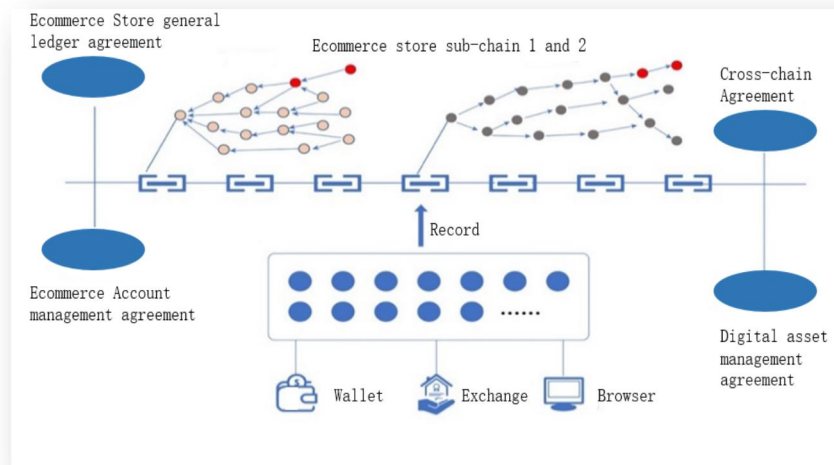 Ecommerce Store general
ledger agreement
Ecommerce store sub-chain 1 and 2
Cross-chain
Agreement
Record
Ecommerce Account
management agreement
......
Digital asset
management
agreement
Wallet
Exchange
Browser